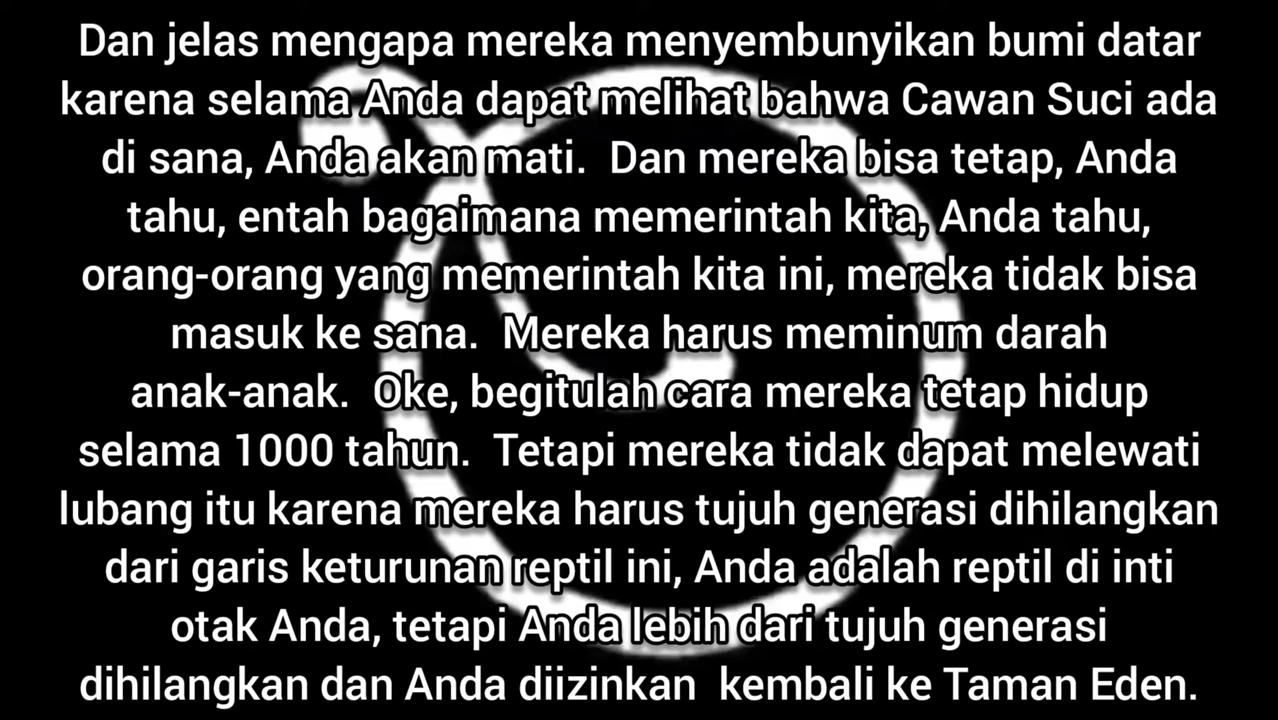 Dan jelas mengapa mereka menyembunyikan bumi datar
karena selama Anda dapat melihat bahwa Cawan Suci ada
di sana, Anda akan mati.  Dan mereka bisa tetap, Anda
tahu, entah bagaimana memerintah kita, Anda tahu,
orang-orang yang memerintah kita ini, mereka tidak bisa
masuk ke sana.  Mereka harus meminum darah
anak-anak.  Oke, begitulah cara mereka tetap hidup
selama 1000 tahun.  Tetapi mereka tidak dapat melewati
lubang itu karena mereka harus tujuh generasi dihilangkan
dari garis keturunan reptil ini, Anda adalah reptil di inti
otak Anda, tetapi Anda lebih dari tujuh generasi
dihilangkan dan Anda diizinkan  kembali ke Taman Eden.